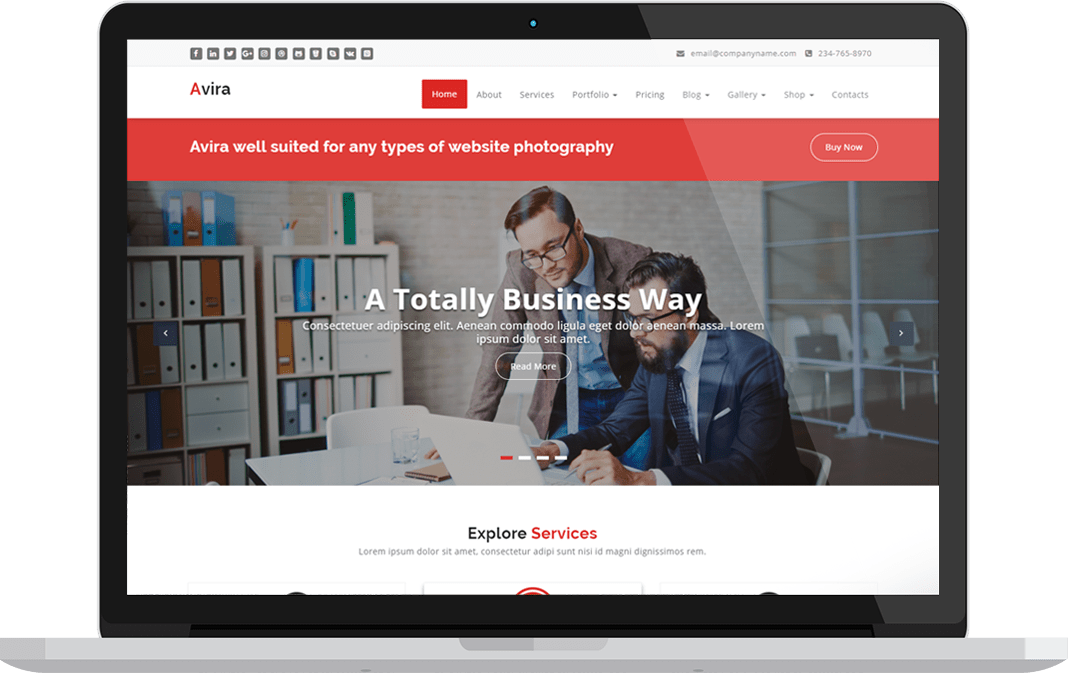 email@companyname.com 234-765-8970
Avira
Home About Services Portfolio Pricing Blog Gallery Shop Contacts
Avira well suited for any types of website photography
Buy Now
A Totally Business Way
Consectetuer adipiscing elit. Aenean commodo ligula eget dolor aenean massa. Lorem
ipsum dolor sit amet.
Read More
Explore Services
Lorem ipsum dolor sit amet, consectetur adipi sunt nisi id magni dignissimos rem.